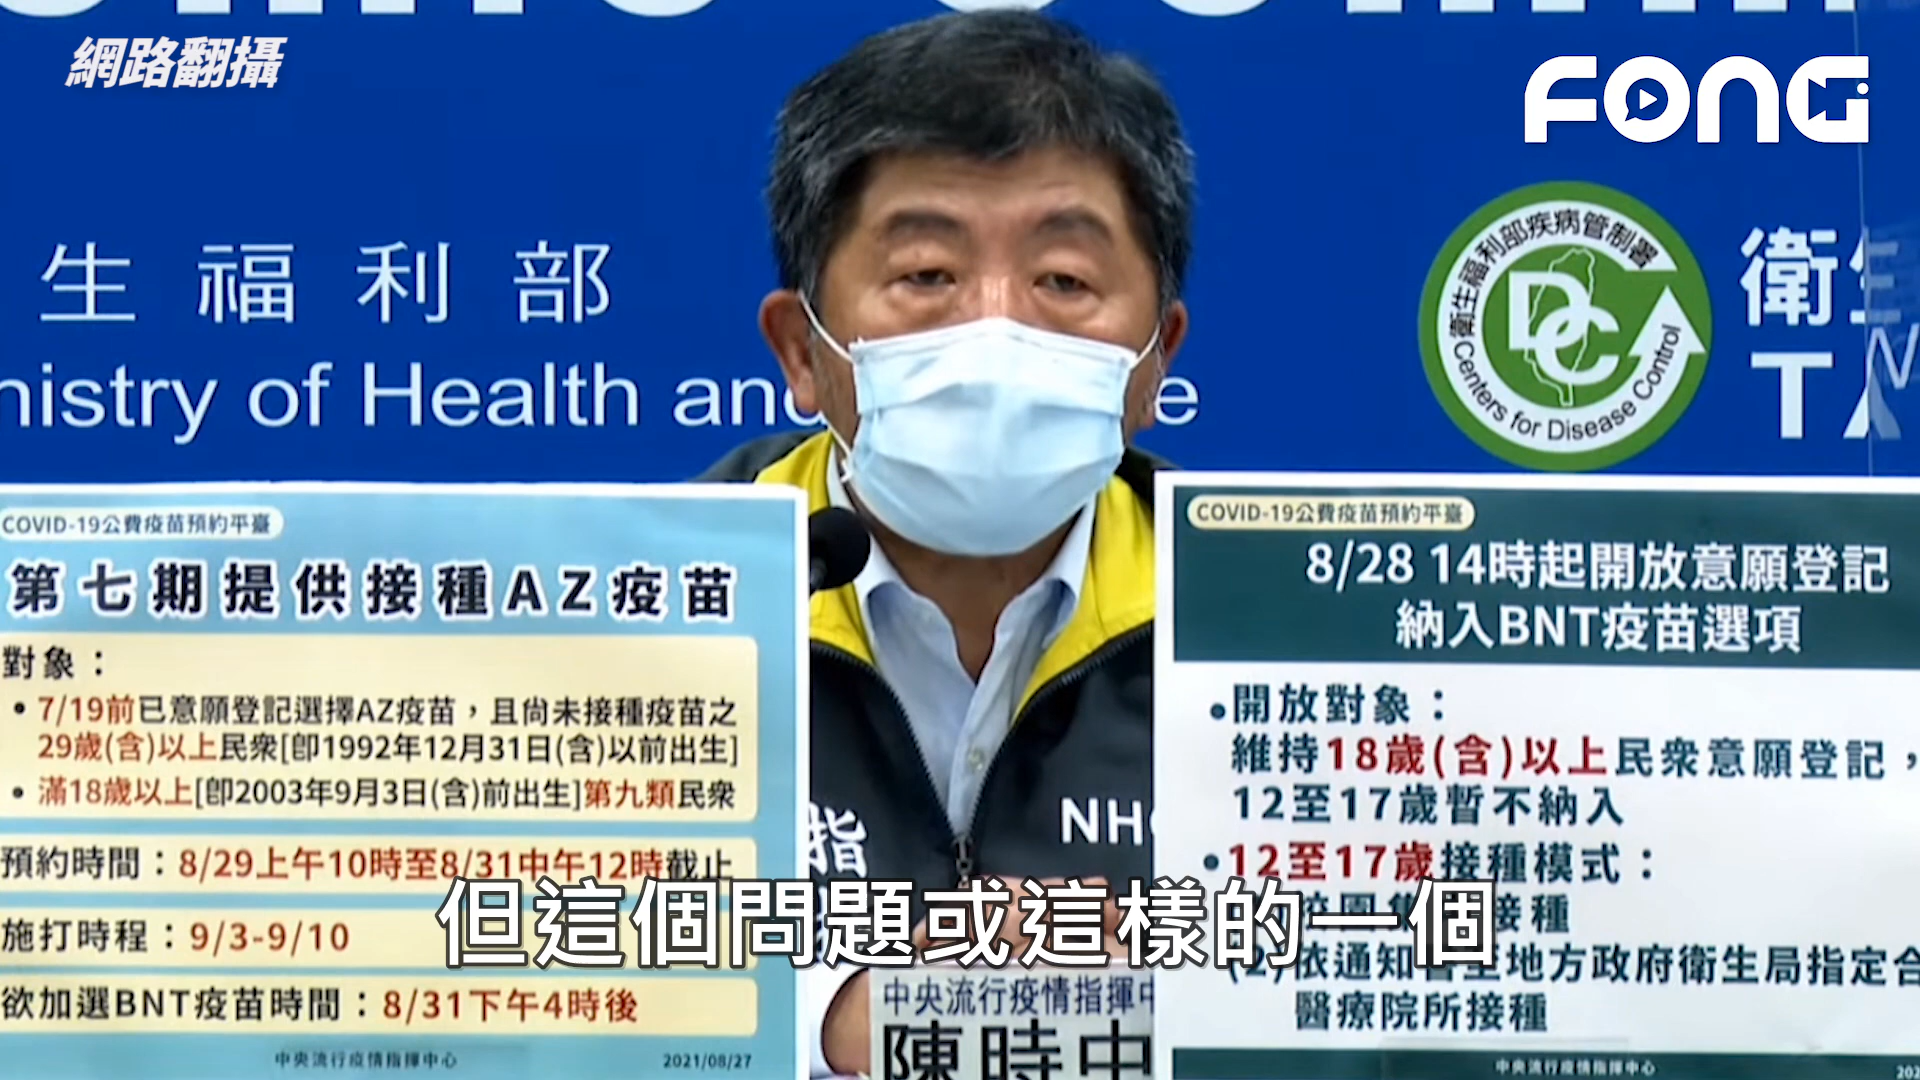 網路翻攝
FONG
生福利部
nistry of Health and
e
衛生福利部疾病管制署
Centers for Disease Control
衛生
COVID-19公費疫苗預約平臺
第七期提供接種AZ疫苗
對象：
• 7/19前已意願登記選擇AZ疫苗，且尚未接種疫苗之
29歲(含)以上民眾[即1992年12月31日(含)以前出生]
• 滿18歲以上[即2003年9月3日(含)前出生]第九類民眾
預約時間：8/29上午10時至8/31中午12時截止
施打時程：9/3-9/10
欲加選BNT疫苗時間：8/31下午4時後
中央流行疫情指揮中心
2021/08/27
COVID-19公費疫苗預約平臺
8/28 14時起開放意願登記
納入BNT疫苗選項
•開放對象：
維持18歲(含)以上民眾意願登記，
12至17歲暫不納入
•12至17歲接種模式：
接種
(2)依通知書至地方政府衛生局指定合
醫療院所接種
中央流行疫情指揮中心
202
指
NH
但這個問題或這樣的一個
中央流行疫情指揮中
陳時中